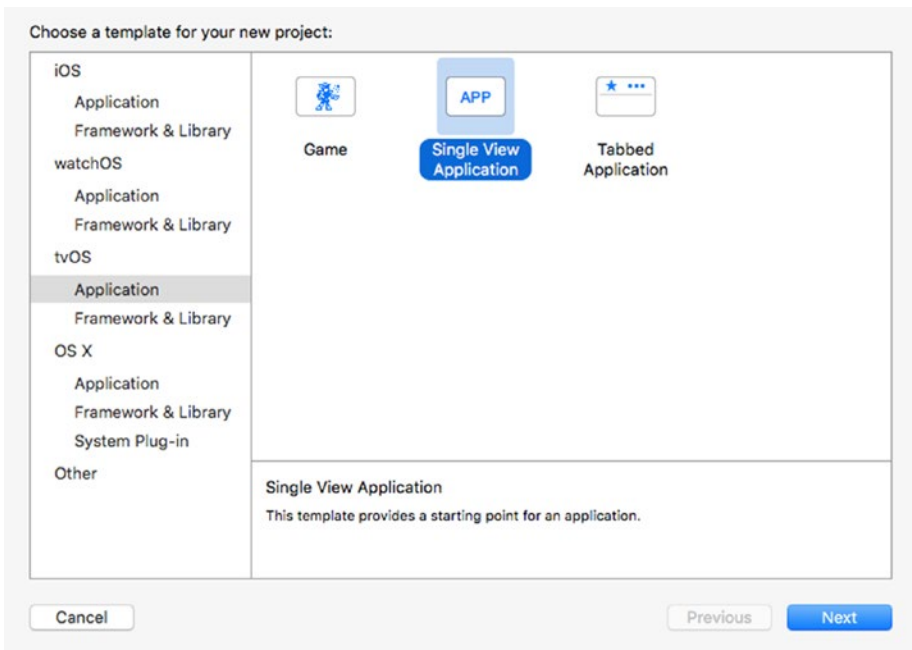 Choose a template for your new project:
iOS
Application
Framework & Library
watchOS
Application
Framework & Library
tvOS
Application
Framework & Library
OS X
Application
Framework & Library
System Plug-in
Other
Game
APP
Single View
Application
Tabbed
Application
Single View Application
This template provides a starting point for an application.
Cancel
Previous
Next